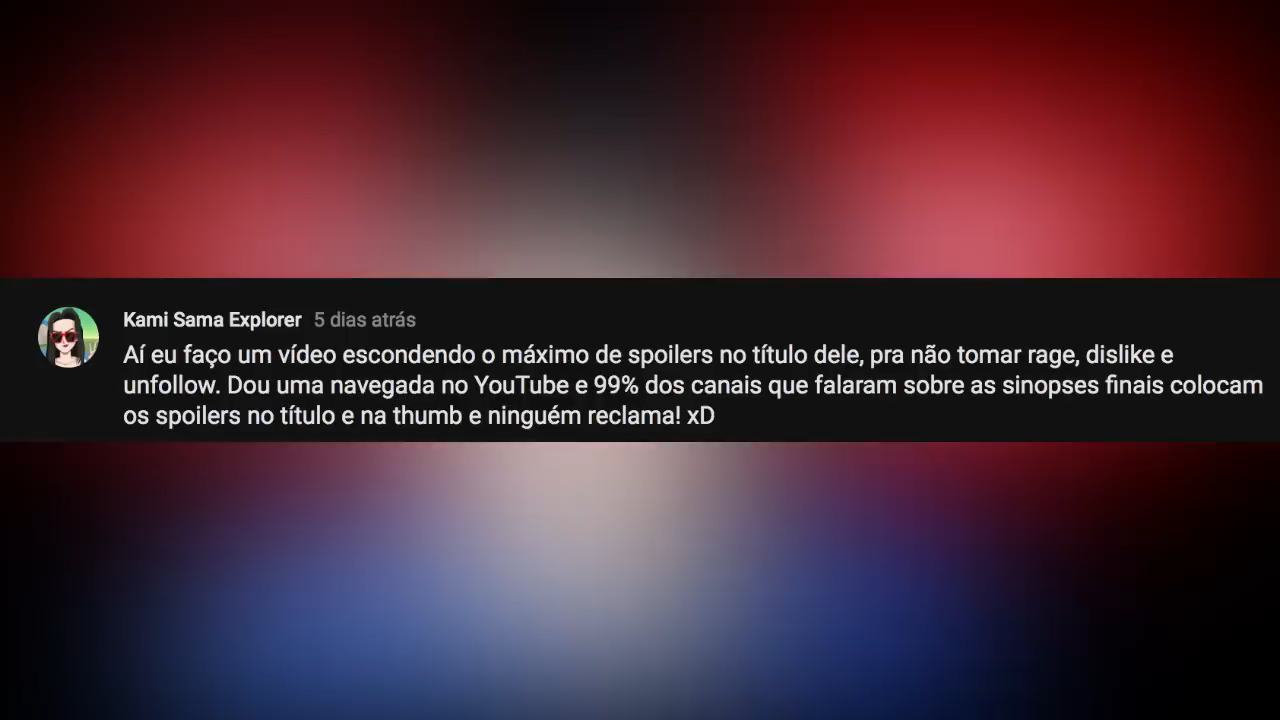 Kami Sama Explorer 5 dias atrás
Aí eu faço um vídeo escondendo o máximo de spoilers no título dele, pra não tomar rage, dislike e
unfollow. Dou uma navegada no YouTube e 99% dos canais que falaram sobre as sinopses finais colocam
os spoilers no título e na thumb e ninguém reclama! xD